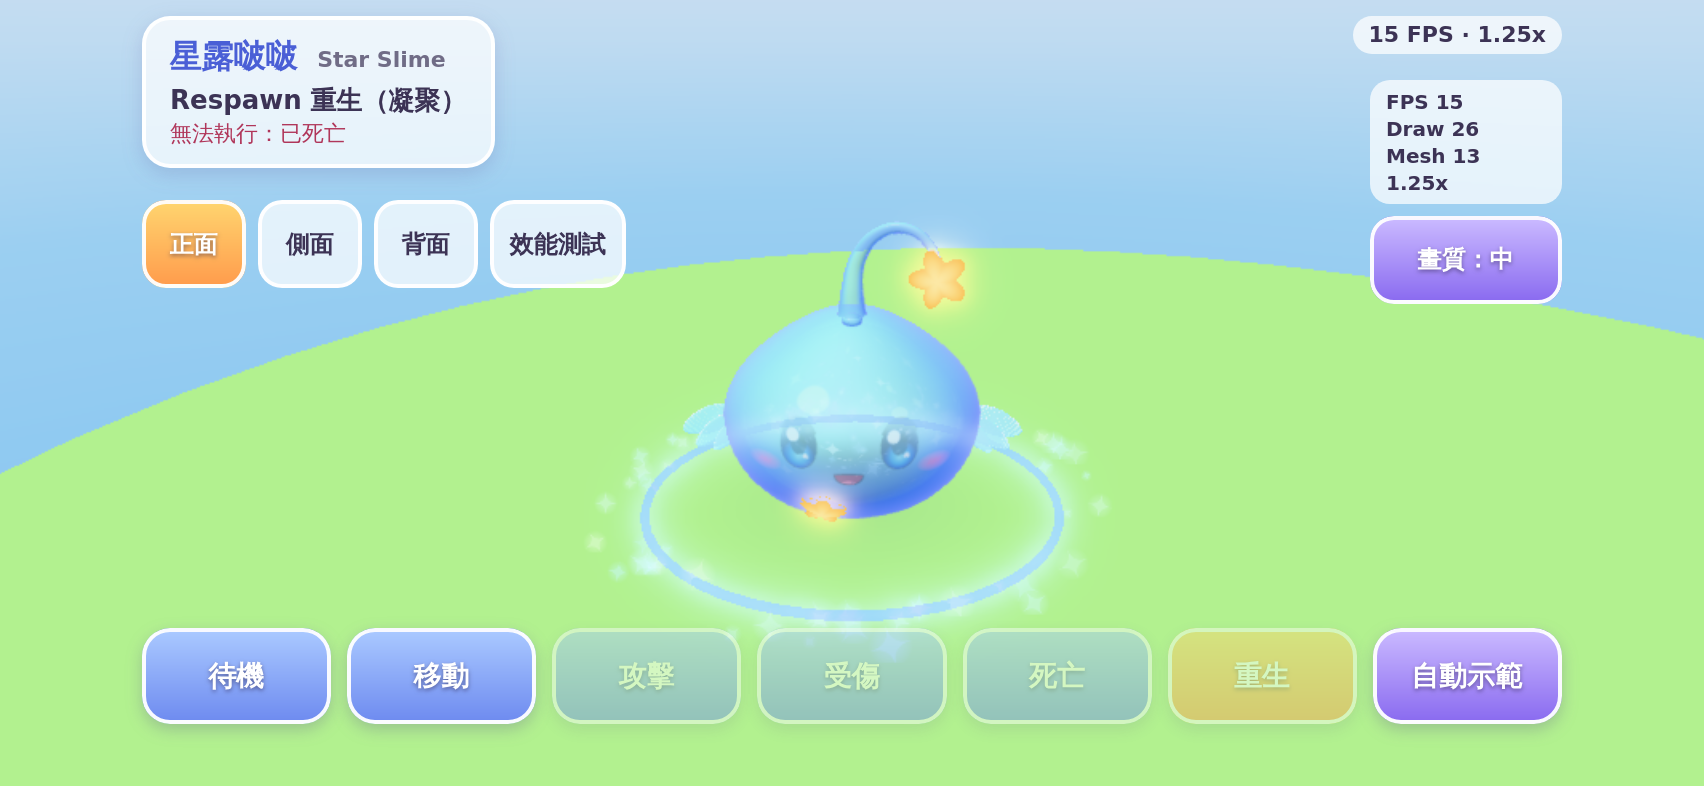 星露啵啵 Star Slime
Respawn 重生（凝聚）
無法執行：已死亡
15 FPS · 1.25x
FPS 15
Draw 26
Mesh 13
1.25x
正面
側面
背面
效能測試
畫質：中
待機
移動
攻擊
受傷
死亡
重生
自動示範